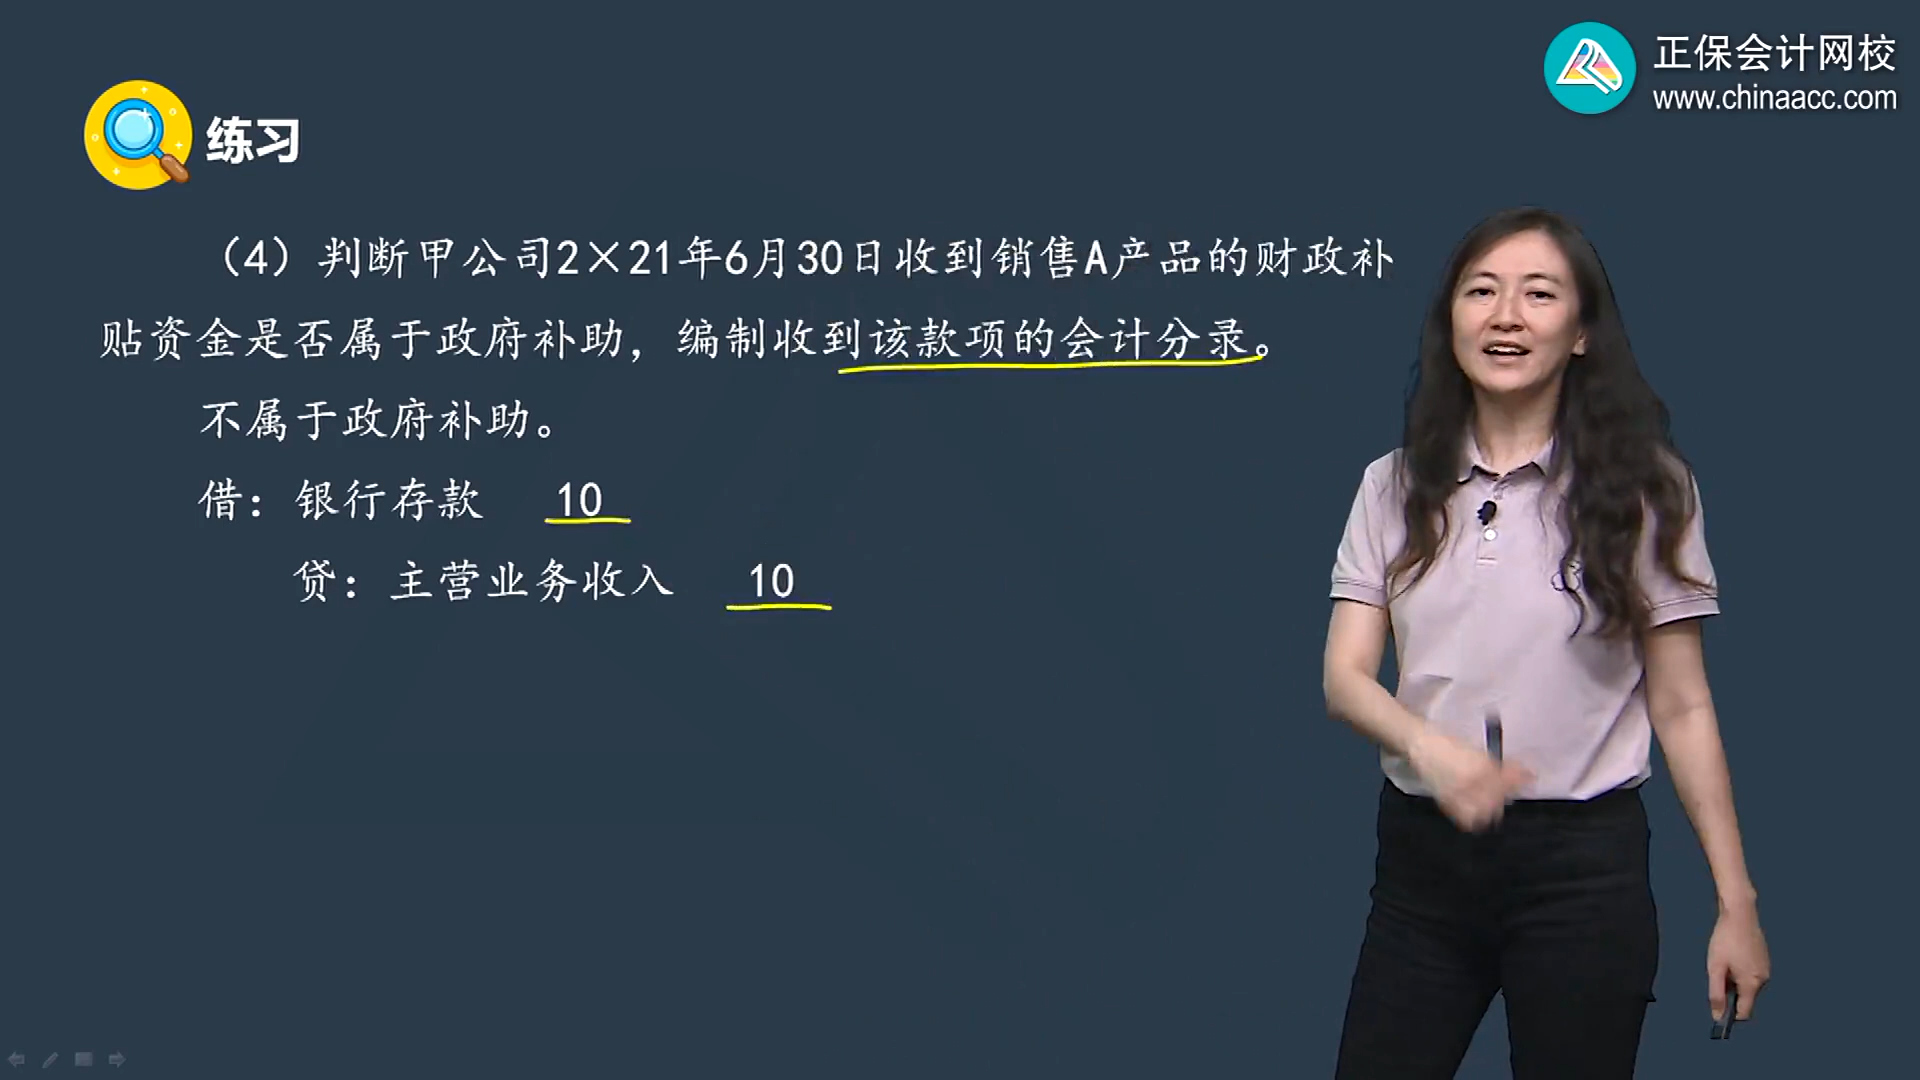 正保会计网校
www.chinaacc.com
练习
（4）判断甲公司2×21年6月30日收到销售A产品的财政补
贴资金是否属于政府补助，编制收到该款项的会计分录。
不属于政府补助。
借：银行存款 10
贷：主营业务收入 10